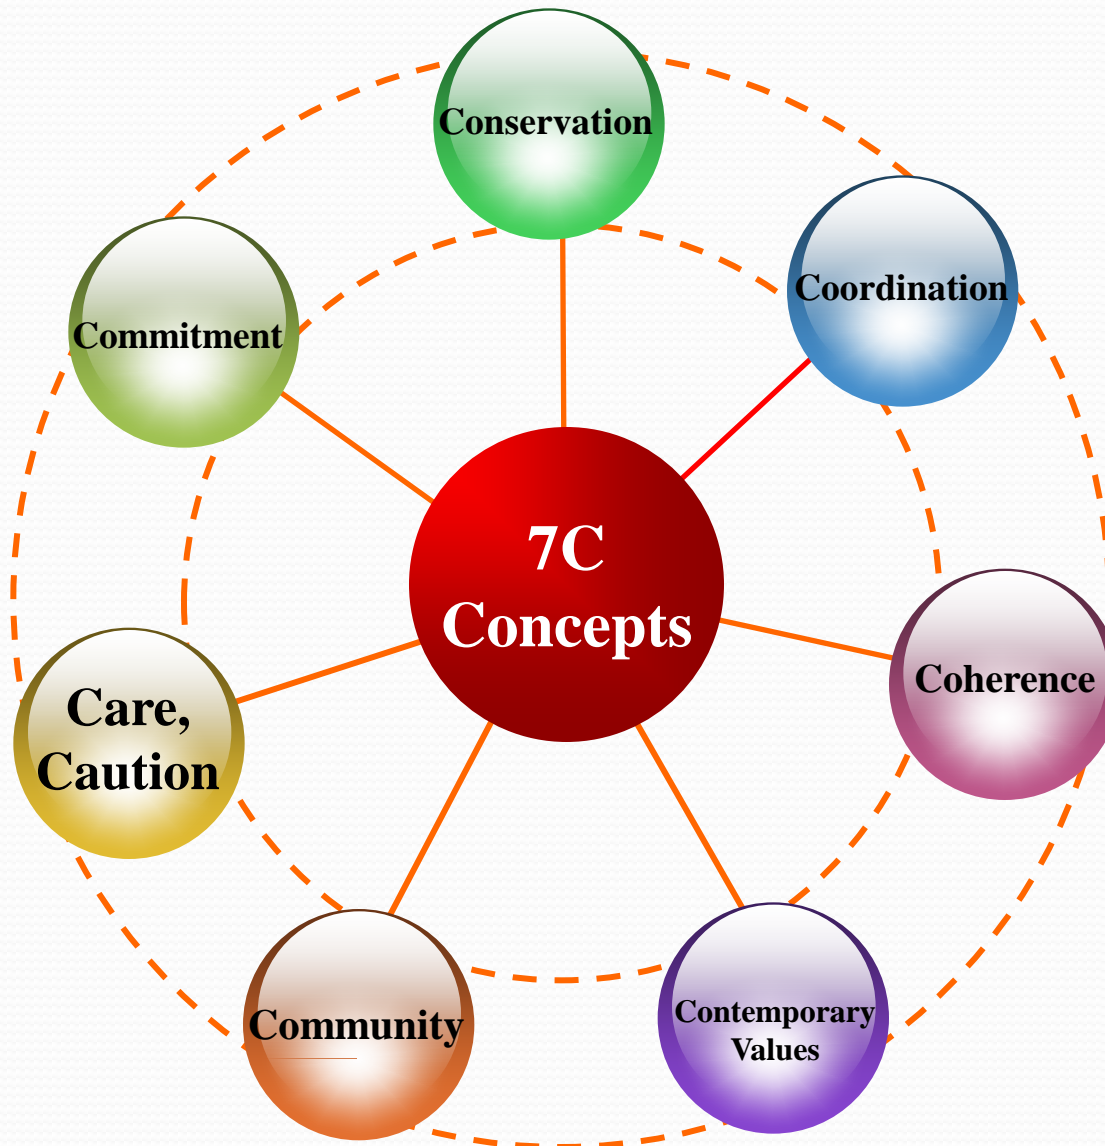 Conservation
Coordination
Commitment
7C
Concepts
Coherence
Care,
Caution
Contemporary
Values
Community